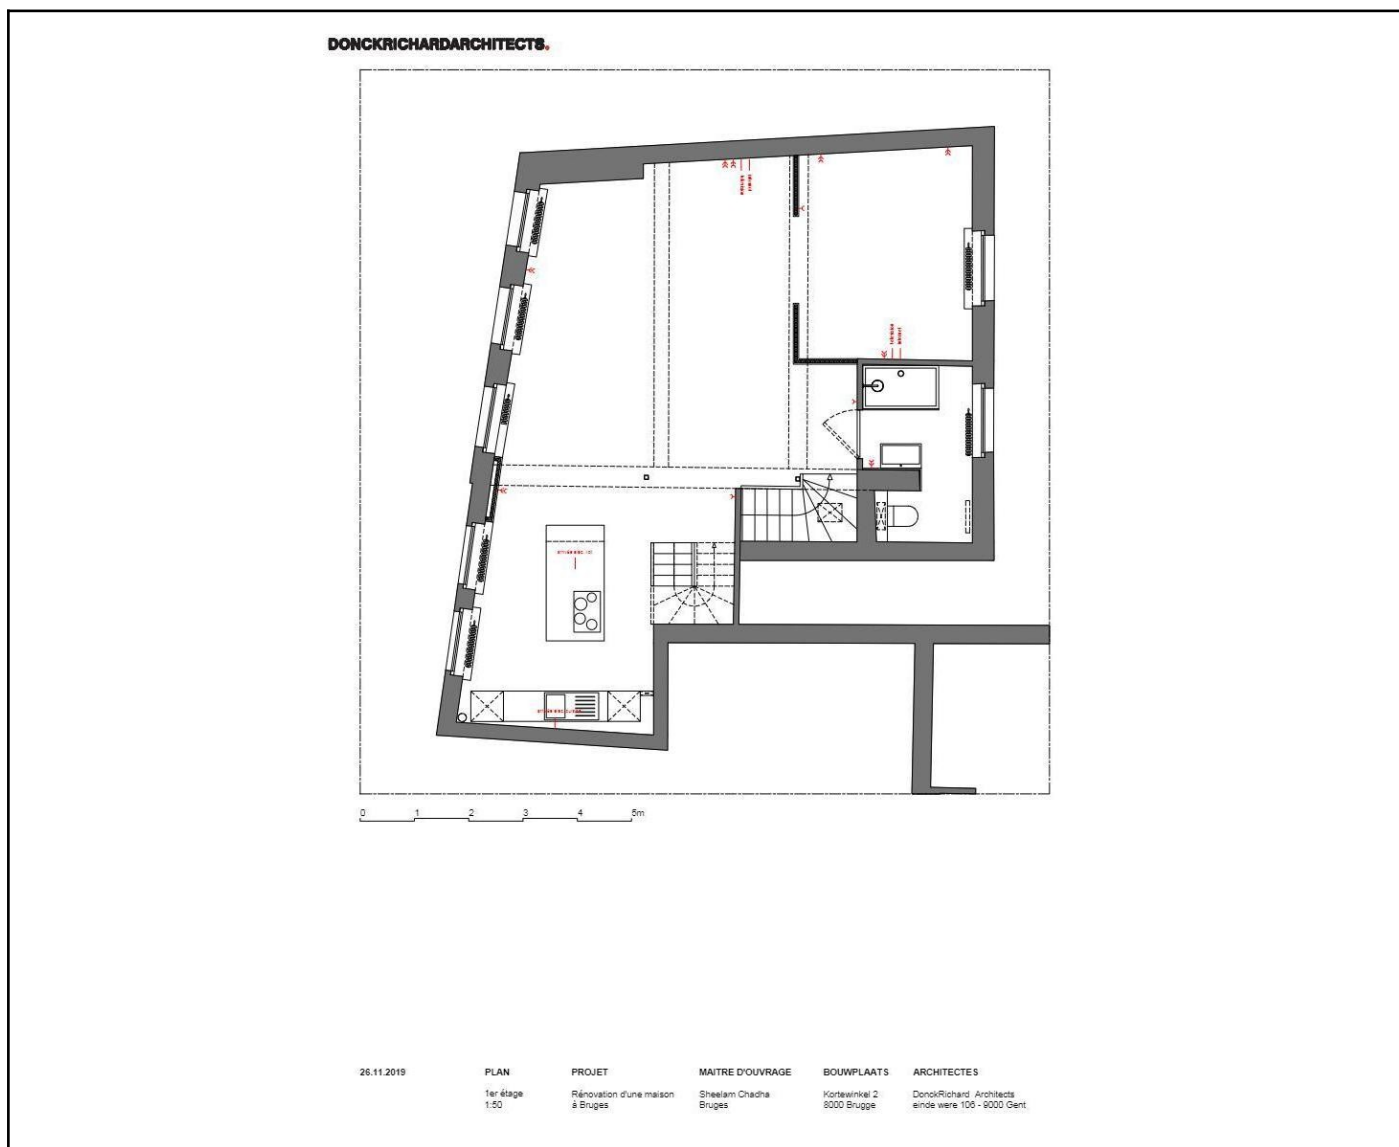 DONCKRICHARDARCHITECTS.
0 1 2 3 4 5m
26.11.2019
PLAN
1er étage
1:50
PROJET
Rénovation d'une maison
à Bruges
MAITRE D'OUVRAGE
Sheelam Chadha
Bruges
BOUWPLAATS
Kortewinkel 2
8000 Brugge
ARCHITECTES
DonckRichard Architects
einde were 106 - 9000 Gent